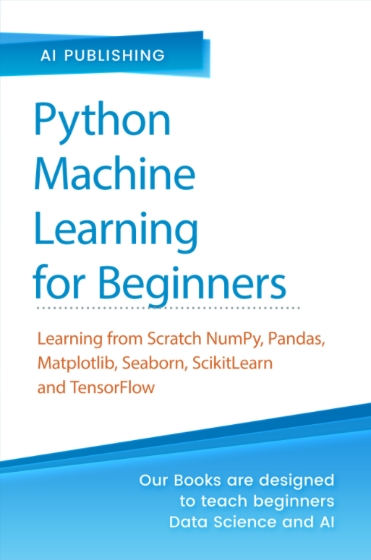 AI PUBLISHING
Python
Machine
Learning
for Beginners
Learning from Scratch NumPy, Pandas,
Matplotlib, Seaborn, ScikitLearn
and TensorFlow
Our Books are designed
to teach beginners
Data Science and AI